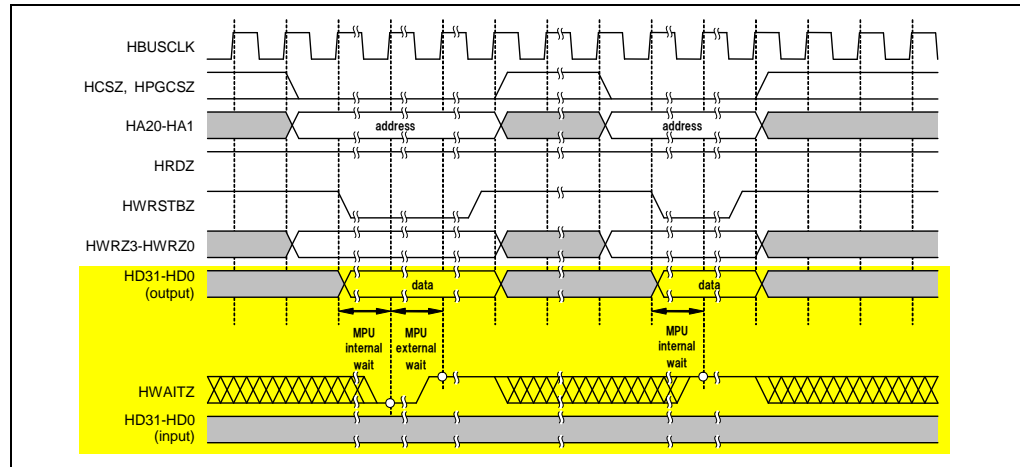 HBUSCLK
HCSZ, HPGCSZ
HA20-HA1
address
address
HRDZ
HWRSTBZ
HWRZ3-HWRZ0
HD31-HD0
(output)
data
data
MPU
internal
wait
MPU
external
wait
MPU
internal
wait
HWAITZ
HD31-HD0
(input)